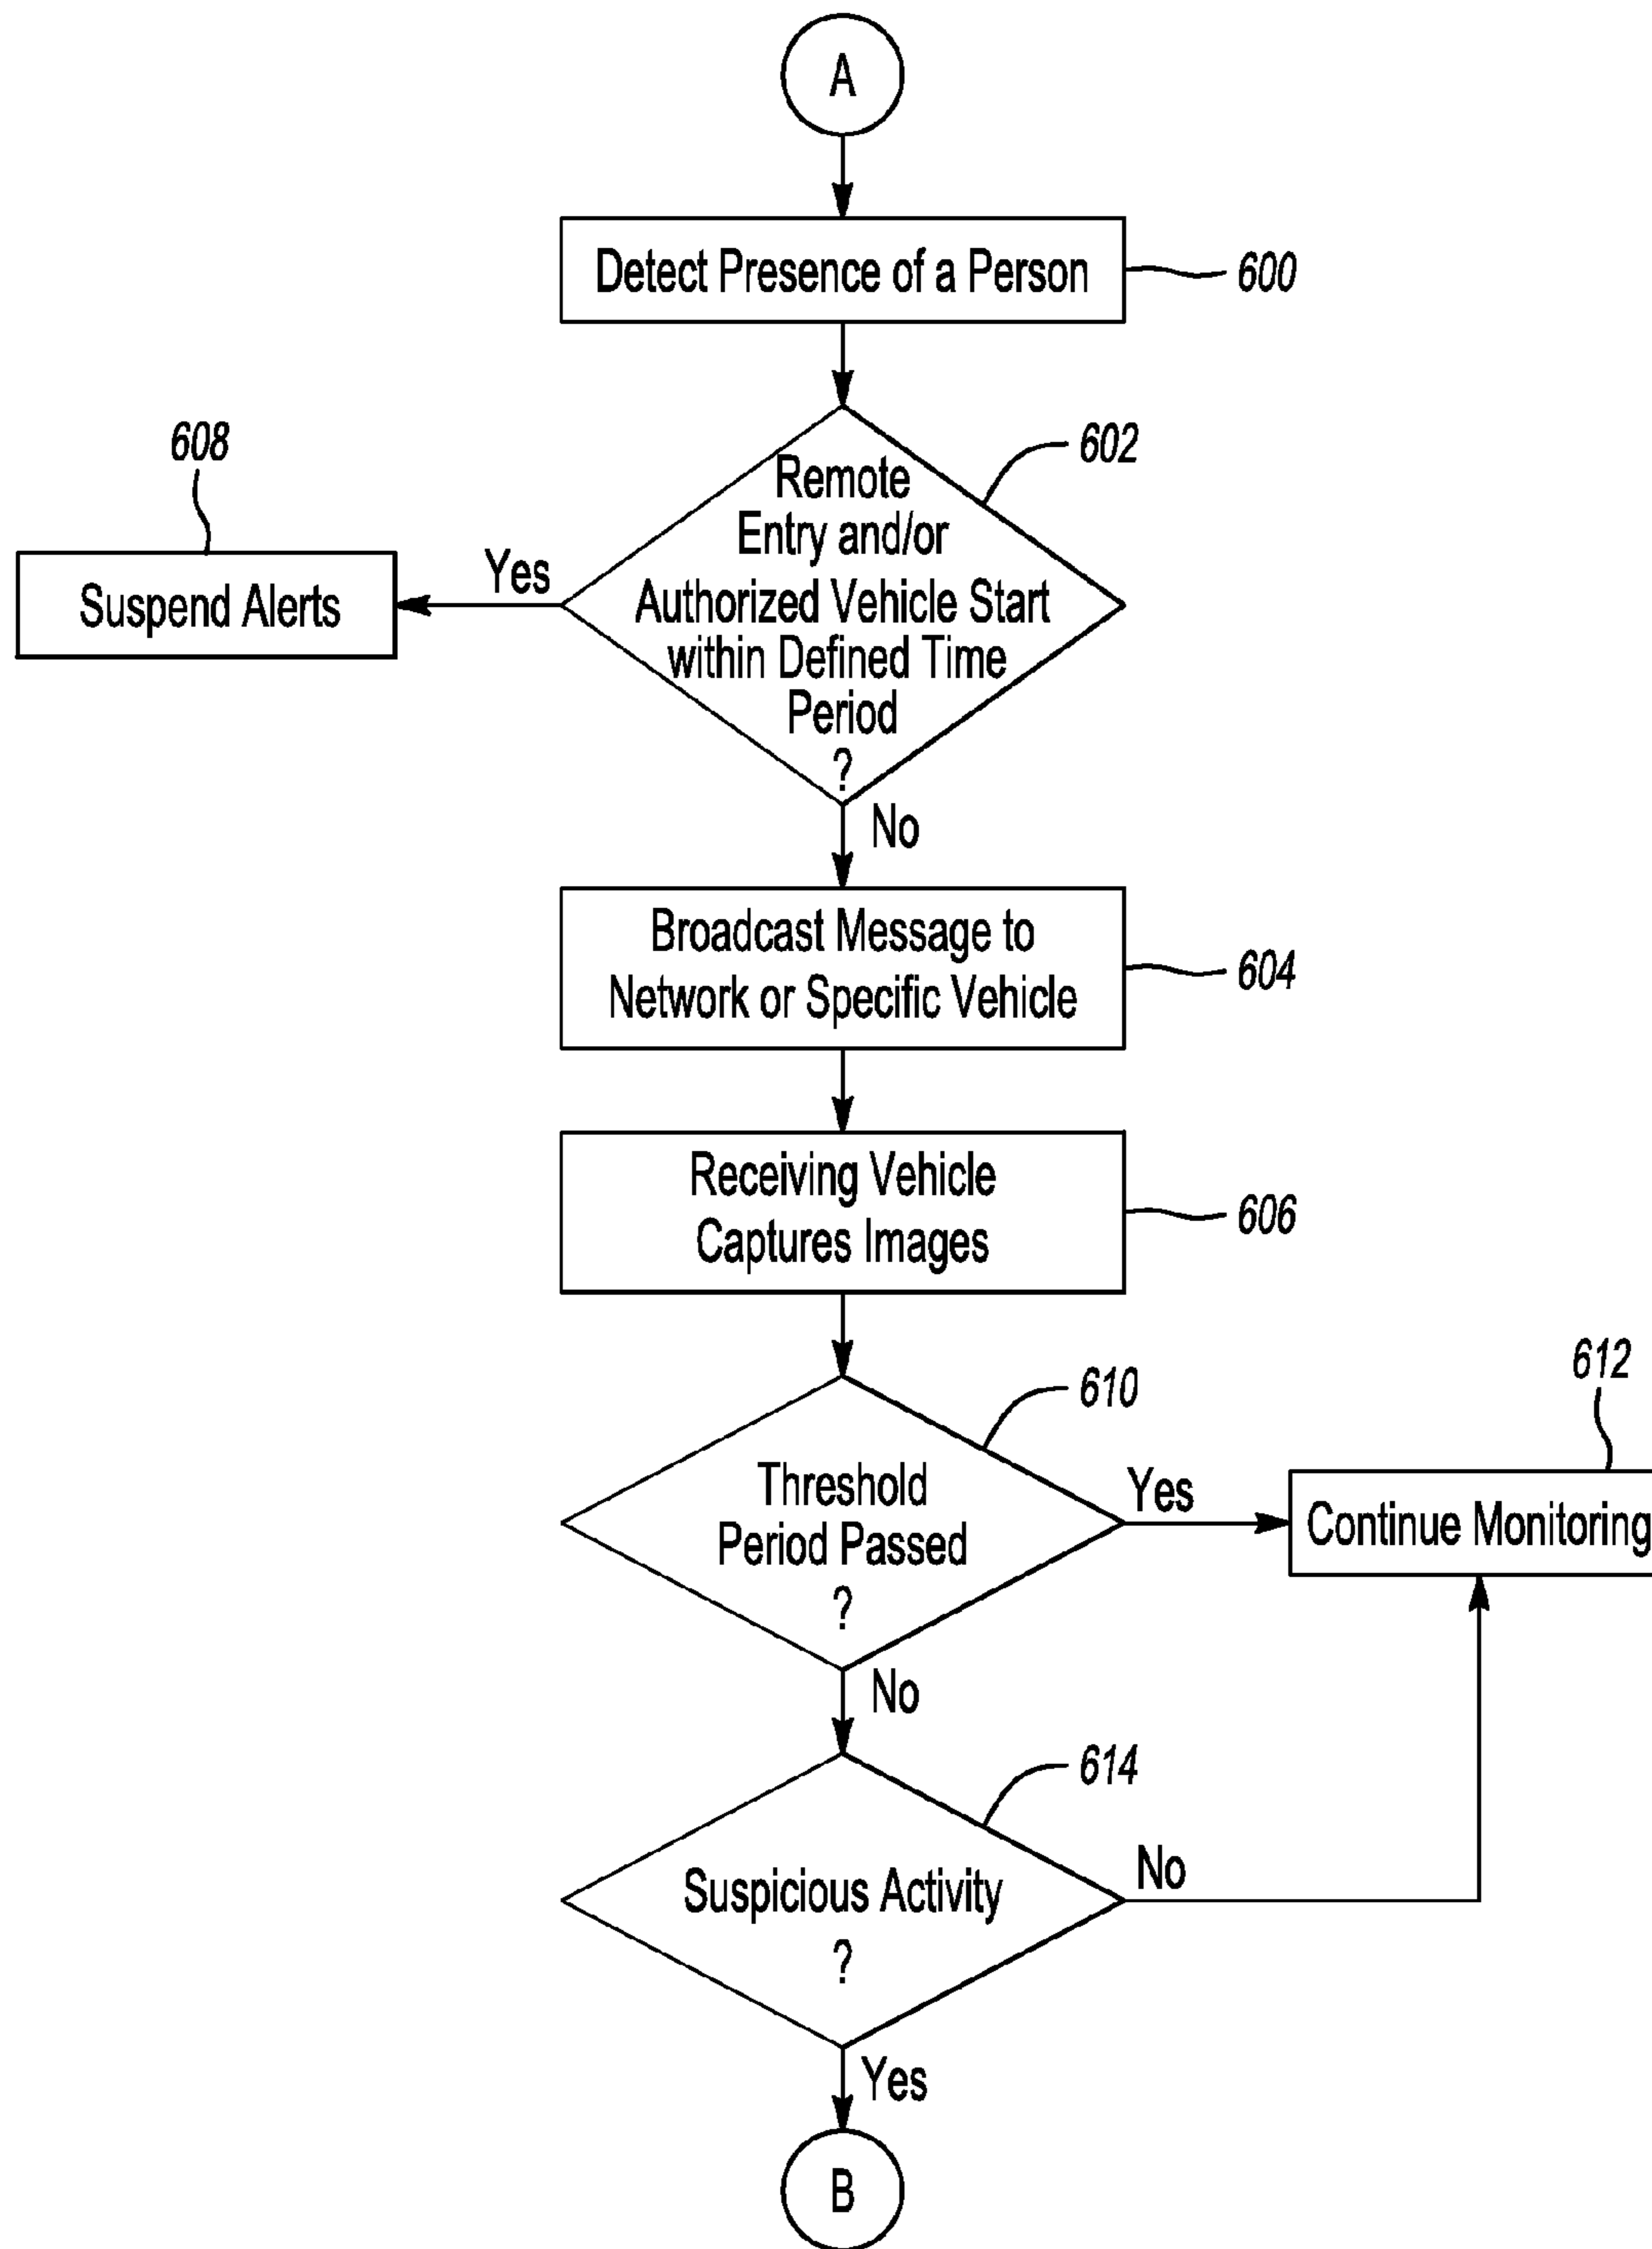 A
Detect Presence of a Person
600
602
Remote
Entry and/or
Authorized Vehicle Start
within Defined Time
Period
?
608
Suspend Alerts
Yes
No
Broadcast Message to
Network or Specific Vehicle
604
Receiving Vehicle
Captures Images
606
610
Threshold
Period Passed
?
Yes
612
Continue Monitoring
No
614
Suspicious Activity
?
No
Yes
B